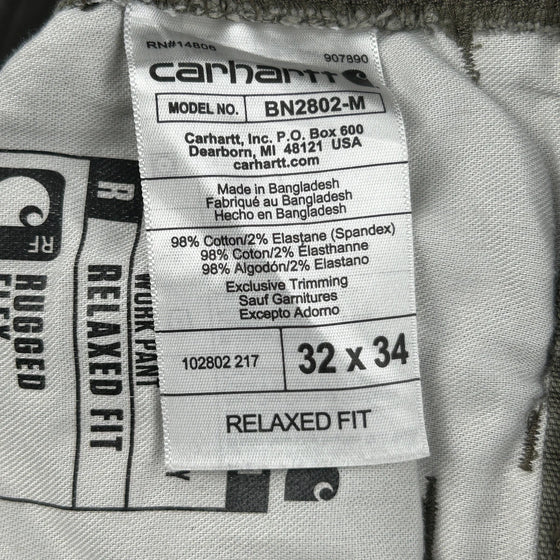 RN#14806
907890
carhartt
MODEL NO. BN2802-M
Carhartt, Inc. P.O. Box 600
Dearborn, MI 48121 USA
carhartt.com
Made in Bangladesh
Fabriqué au Bangladesh
Hecho en Bangladesh
98% Cotton/2% Elastane (Spandex)
98% Coton/2% Élasthanne
98% Algodón/2% Elastano
Exclusive Trimming
Sauf Garnitures
Excepto Adorno
102802 217
32 x 34
RELAXED FIT
RF
RUGGED
FLEX
R
RELAXED FIT
WORK PANT